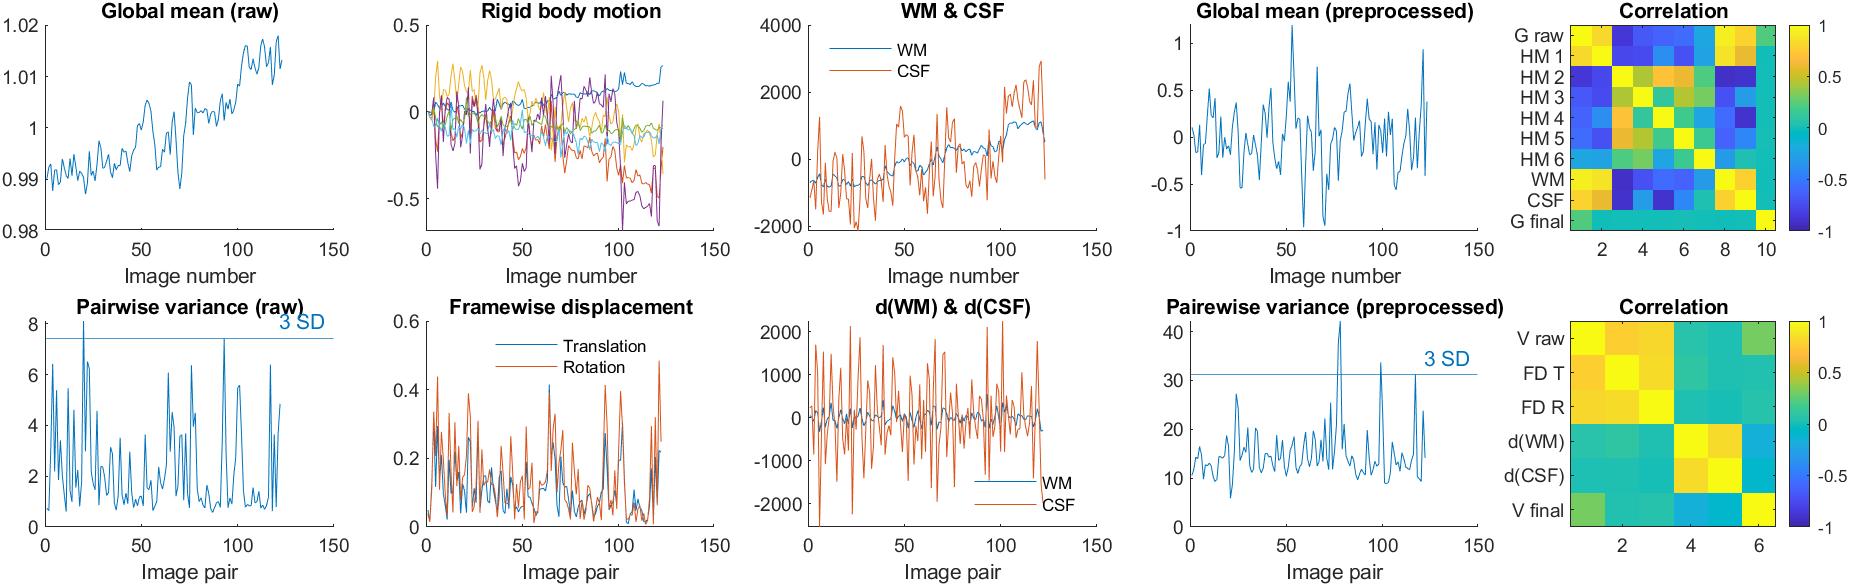 Global mean (raw)
1.02
1.01
1
0.99
0.98
0
50
100
150
Image number
Rigid body motion
0.5
0
-0.5
0
50
100
150
Image number
WM & CSF
4000
2000
0
-2000
WM
CSF
0
50
100
150
Image number
Global mean (preprocessed)
1
0.5
0
-0.5
-1
0
50
100
150
Image number
Correlation
G raw
HM 1
HM 2
HM 3
HM 4
HM 5
HM 6
WM
CSF
G final
2
4
6
8
10
1
0.5
0
-0.5
-1
Pairwise variance (raw)
3 SD
8
6
4
2
0
0
50
100
150
Image pair
Framewise displacement
0.6
0.4
0.2
0
Translation
Rotation
0
50
100
150
Image pair
d(WM) & d(CSF)
2000
1000
0
-1000
-2000
WM
CSF
0
50
100
150
Image pair
Pairewise variance (preprocessed)
40
30
20
10
0
3 SD
0
50
100
150
Image pair
Correlation
V raw
FD T
FD R
d(WM)
d(CSF)
V final
2
4
6
1
0.5
0
-0.5
-1